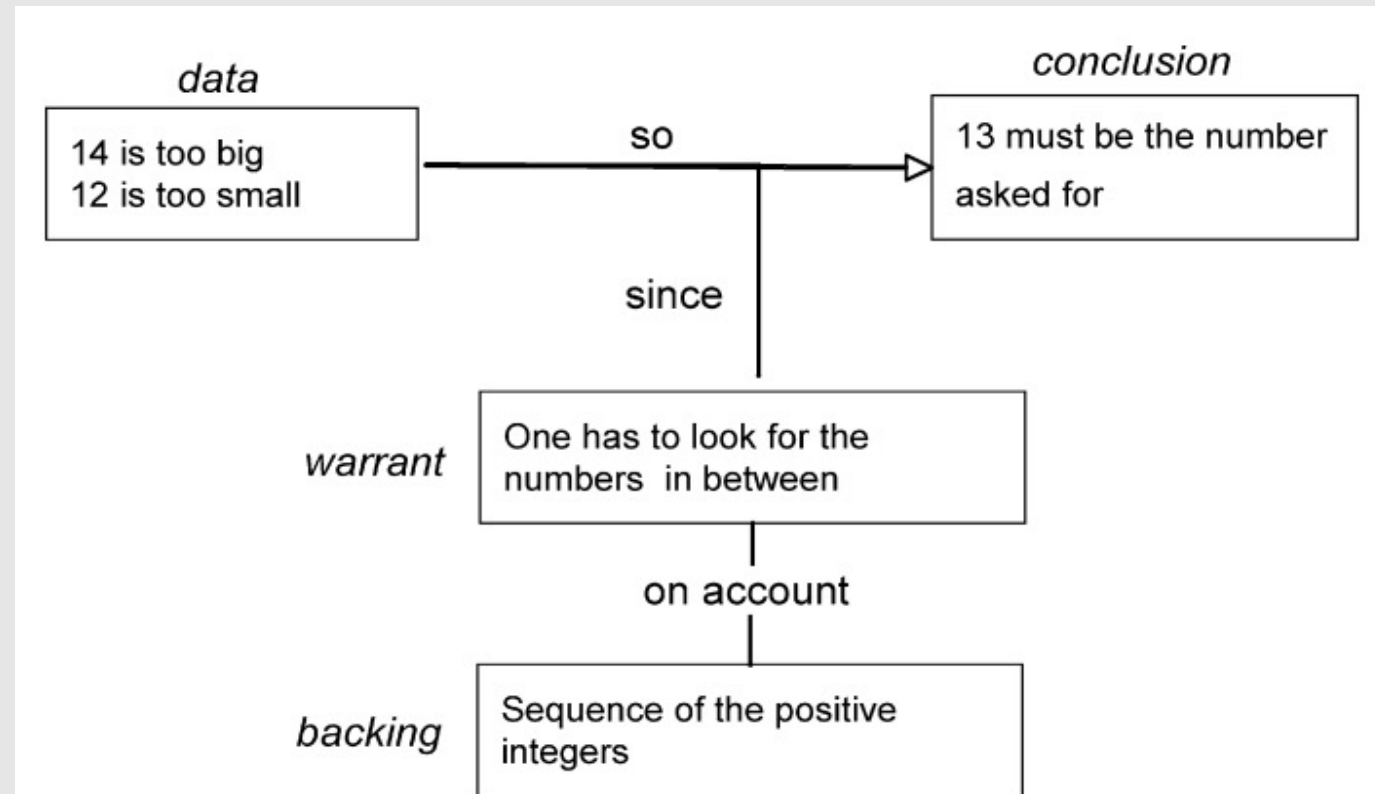 data
14 is too big
12 is too small
so
conclusion
13 must be the number
asked for
since
warrant
One has to look for the
numbers in between
on account
backing
Sequence of the positive
integers